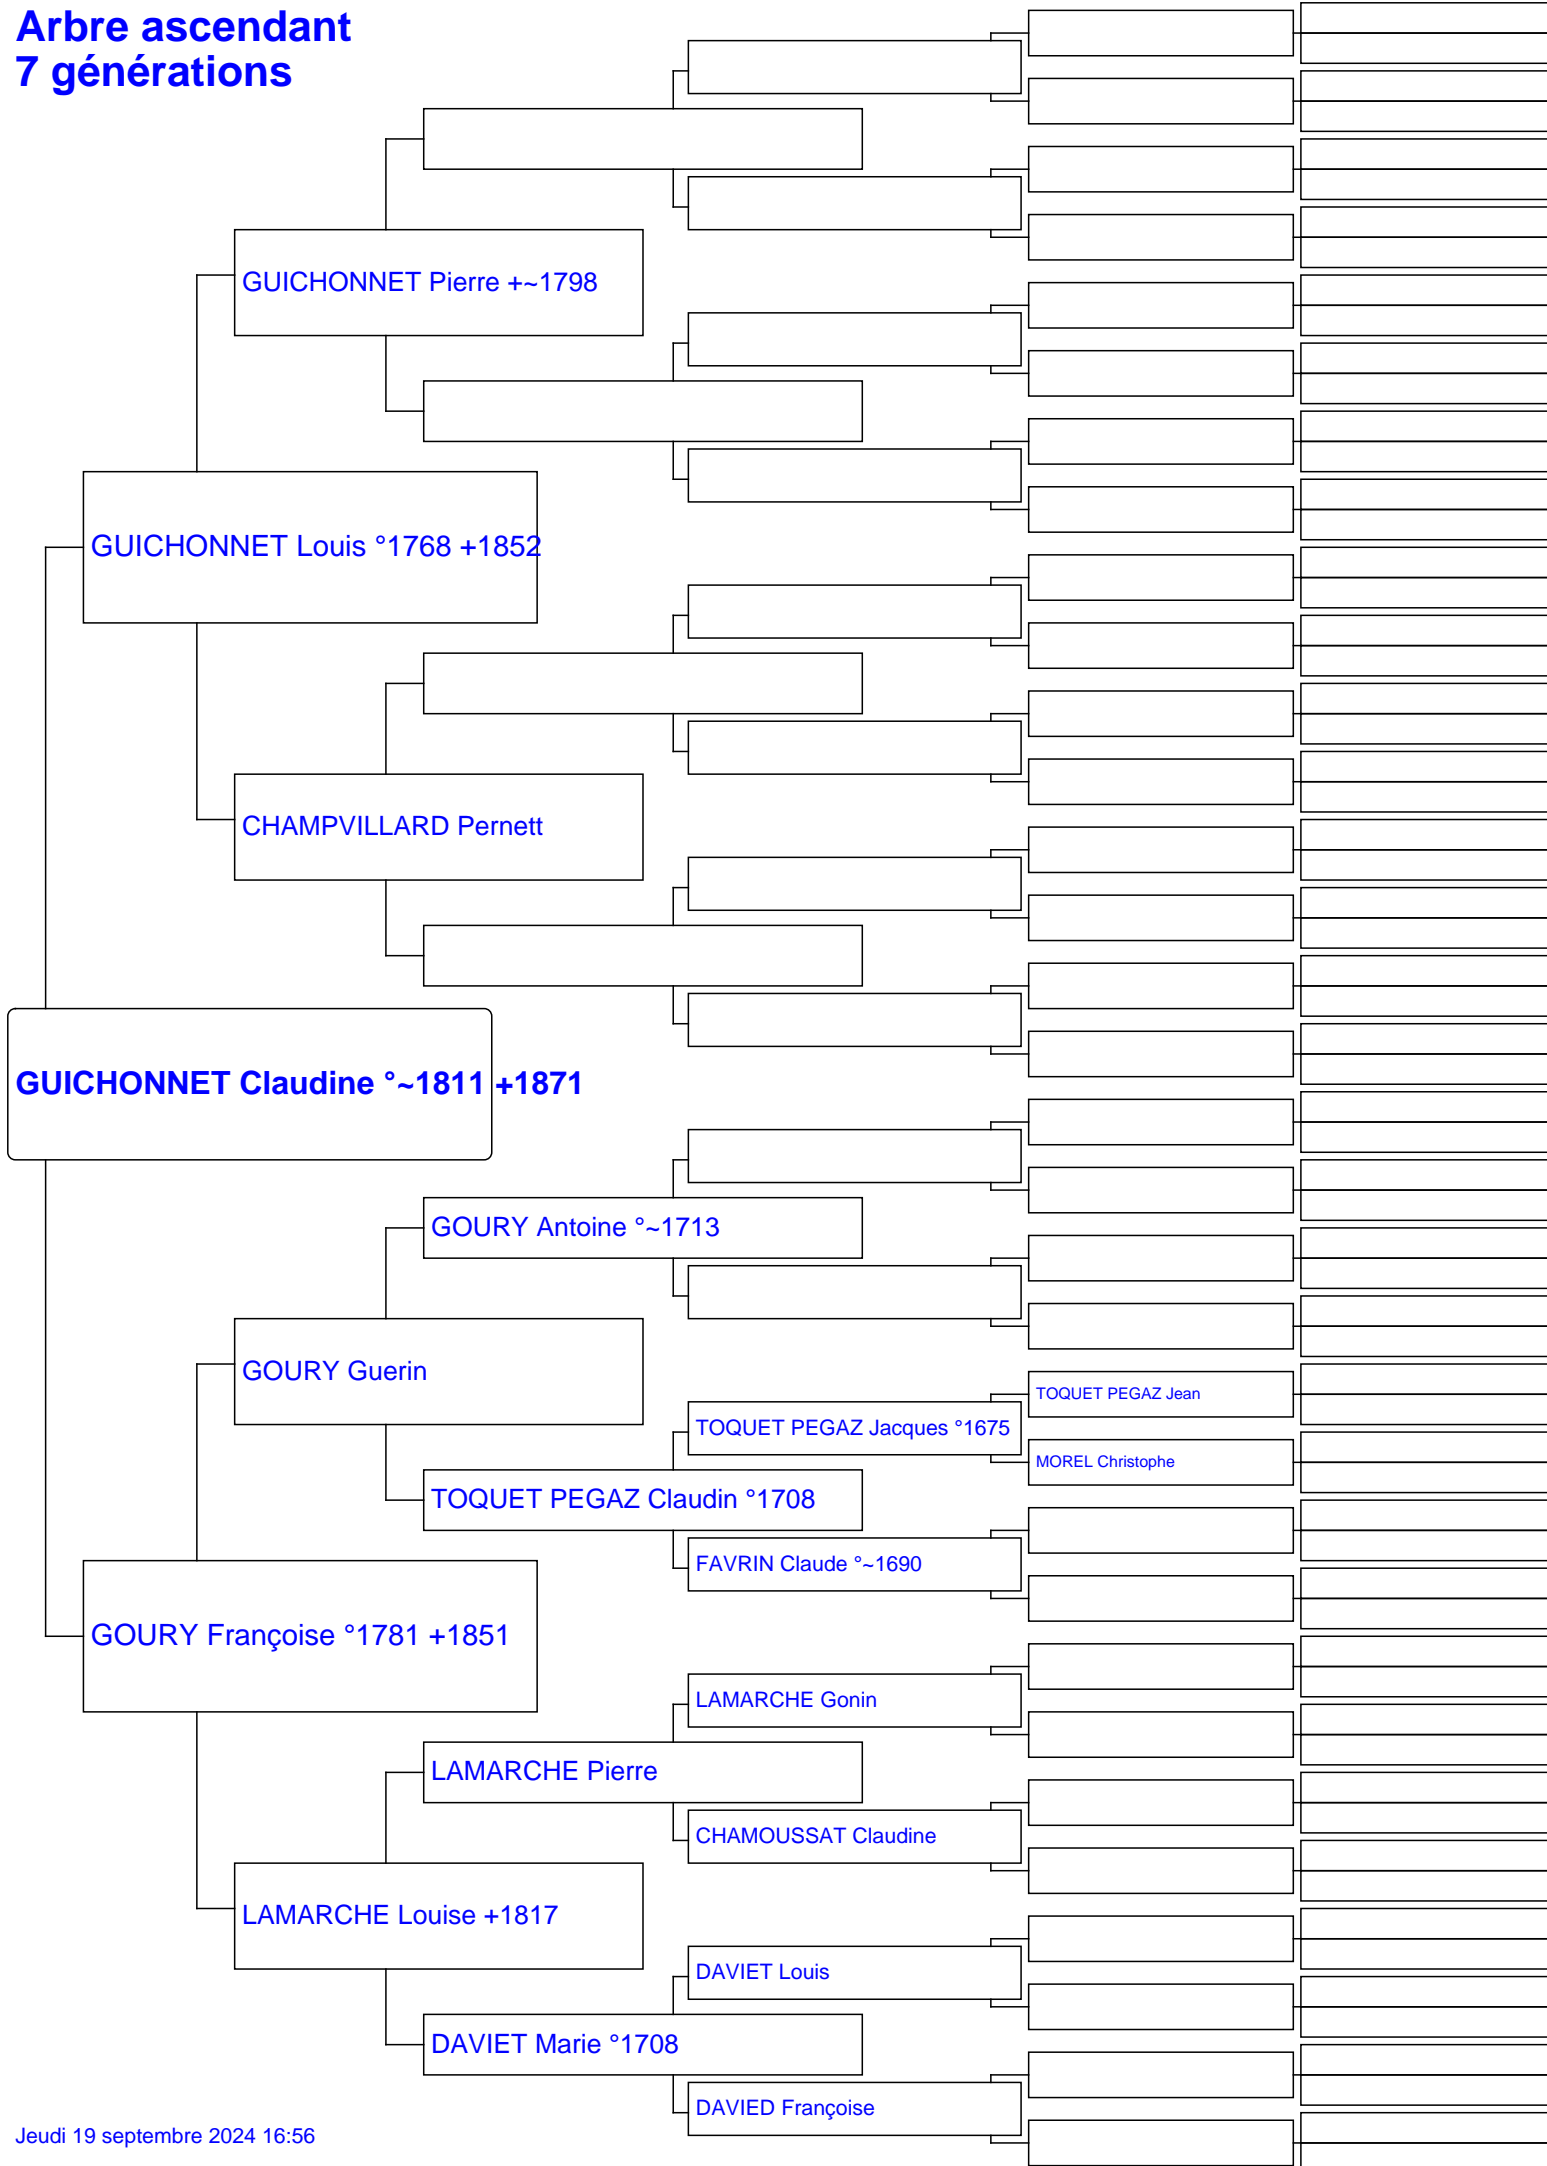 Arbre ascendant
7 générations
GUICHONNET Pierre +~1798
GUICHONNET Louis °1768 +1852
CHAMPVILLARD Pernett
GUICHONNET Claudine °~1811 +1871
GOURY Antoine °~1713
GOURY Guerin
TOQUET PEGAZ Jean
TOQUET PEGAZ Jacques °1675
MOREL Christophe
TOQUET PEGAZ Claudin °1708
FAVRIN Claude °~1690
GOURY Françoise °1781 +1851
LAMARCHE Gonin
LAMARCHE Pierre
CHAMOUSSAT Claudine
LAMARCHE Louise +1817
DAVIET Louis
DAVIET Marie °1708
DAVIED Françoise
Jeudi 19 septembre 2024 16:56